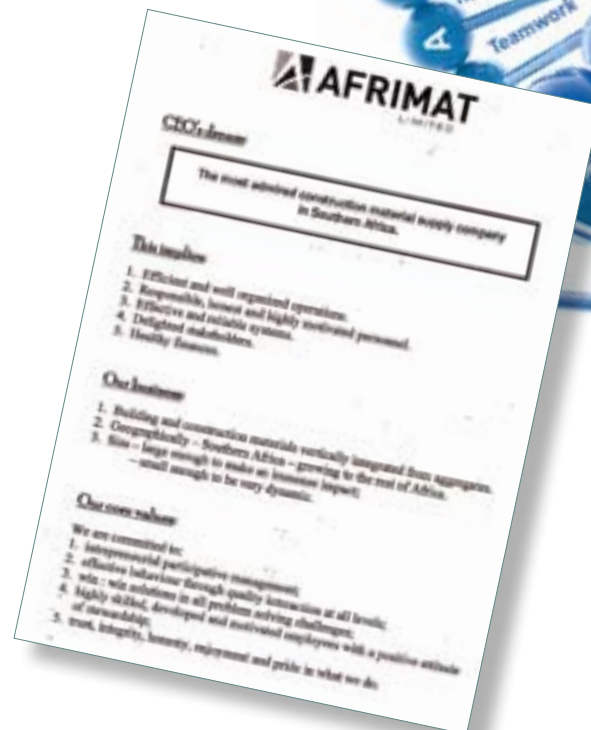 Teamwork
A
AFRIMAT
LIMITED
CEO's dream
The most admired construction material supply company
in Southern Africa.
This implies
1. Efficient and well organized operations.
2. Responsible, honest and highly motivated personnel.
3. Effective and reliable systems.
4. Delighted stakeholders.
5. Healthy finances.
Our business
1. Building and construction materials vertically integrated from aggregates.
2. Geographically – Southern Africa – growing to the rest of Africa.
3. Size – large enough to make an immense impact;
– small enough to be very dynamic.
Our core values
We are committed to:
1. intrepreneurial participative management;
2. effective behaviour through quality interaction at all levels;
3. win : win solutions in all problem solving challenges;
4. highly skilled, developed and motivated employees with a positive attitude
of stewardship;
5. trust, integrity, honesty, enjoyment and pride in what we do.